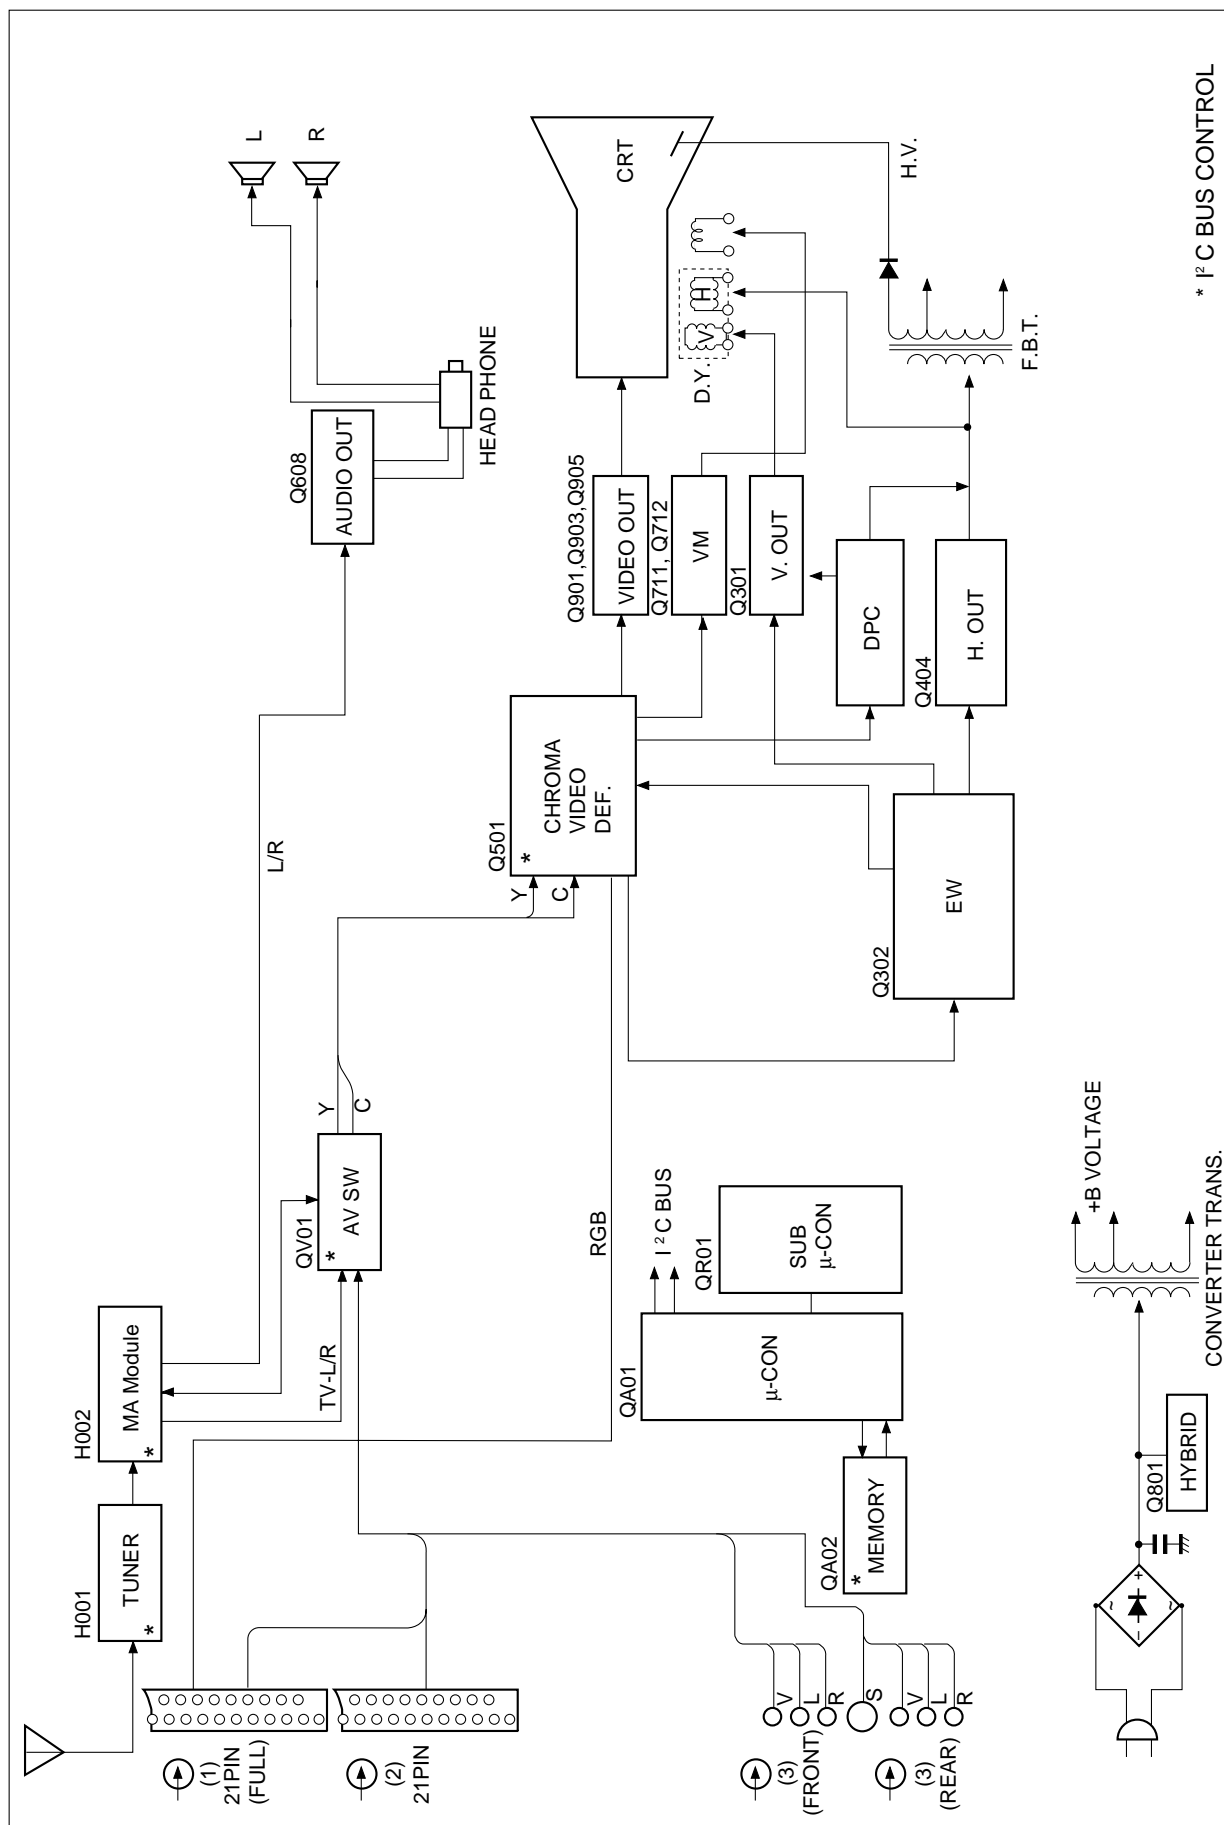 L
R
Q608
AUDIO OUT
HEAD PHONE
L/R
H001
TUNER
*
H002
MA Module
*
TV-L/R
QV01
AV SW
*
Y
C
(1)
21PIN
(FULL)
(2)
21PIN
RGB
Y
C
Q501
CHROMA
VIDEO
DEF.
*
Q901,Q903,Q905
VIDEO OUT
Q711, Q712
VM
Q301
V. OUT
DPC
Q404
H. OUT
Q302
EW
CRT
D.Y.
V
H
H.V.
F.B.T.
QA01
μ-CON
I² C BUS
QR01
SUB
μ-CON
QA02
MEMORY
*
V
L
R
(3)
(FRONT)
S
V
L
R
(3)
(REAR)
~
+
−
~
Q801
HYBRID
+B VOLTAGE
CONVERTER TRANS.
* I² C BUS CONTROL